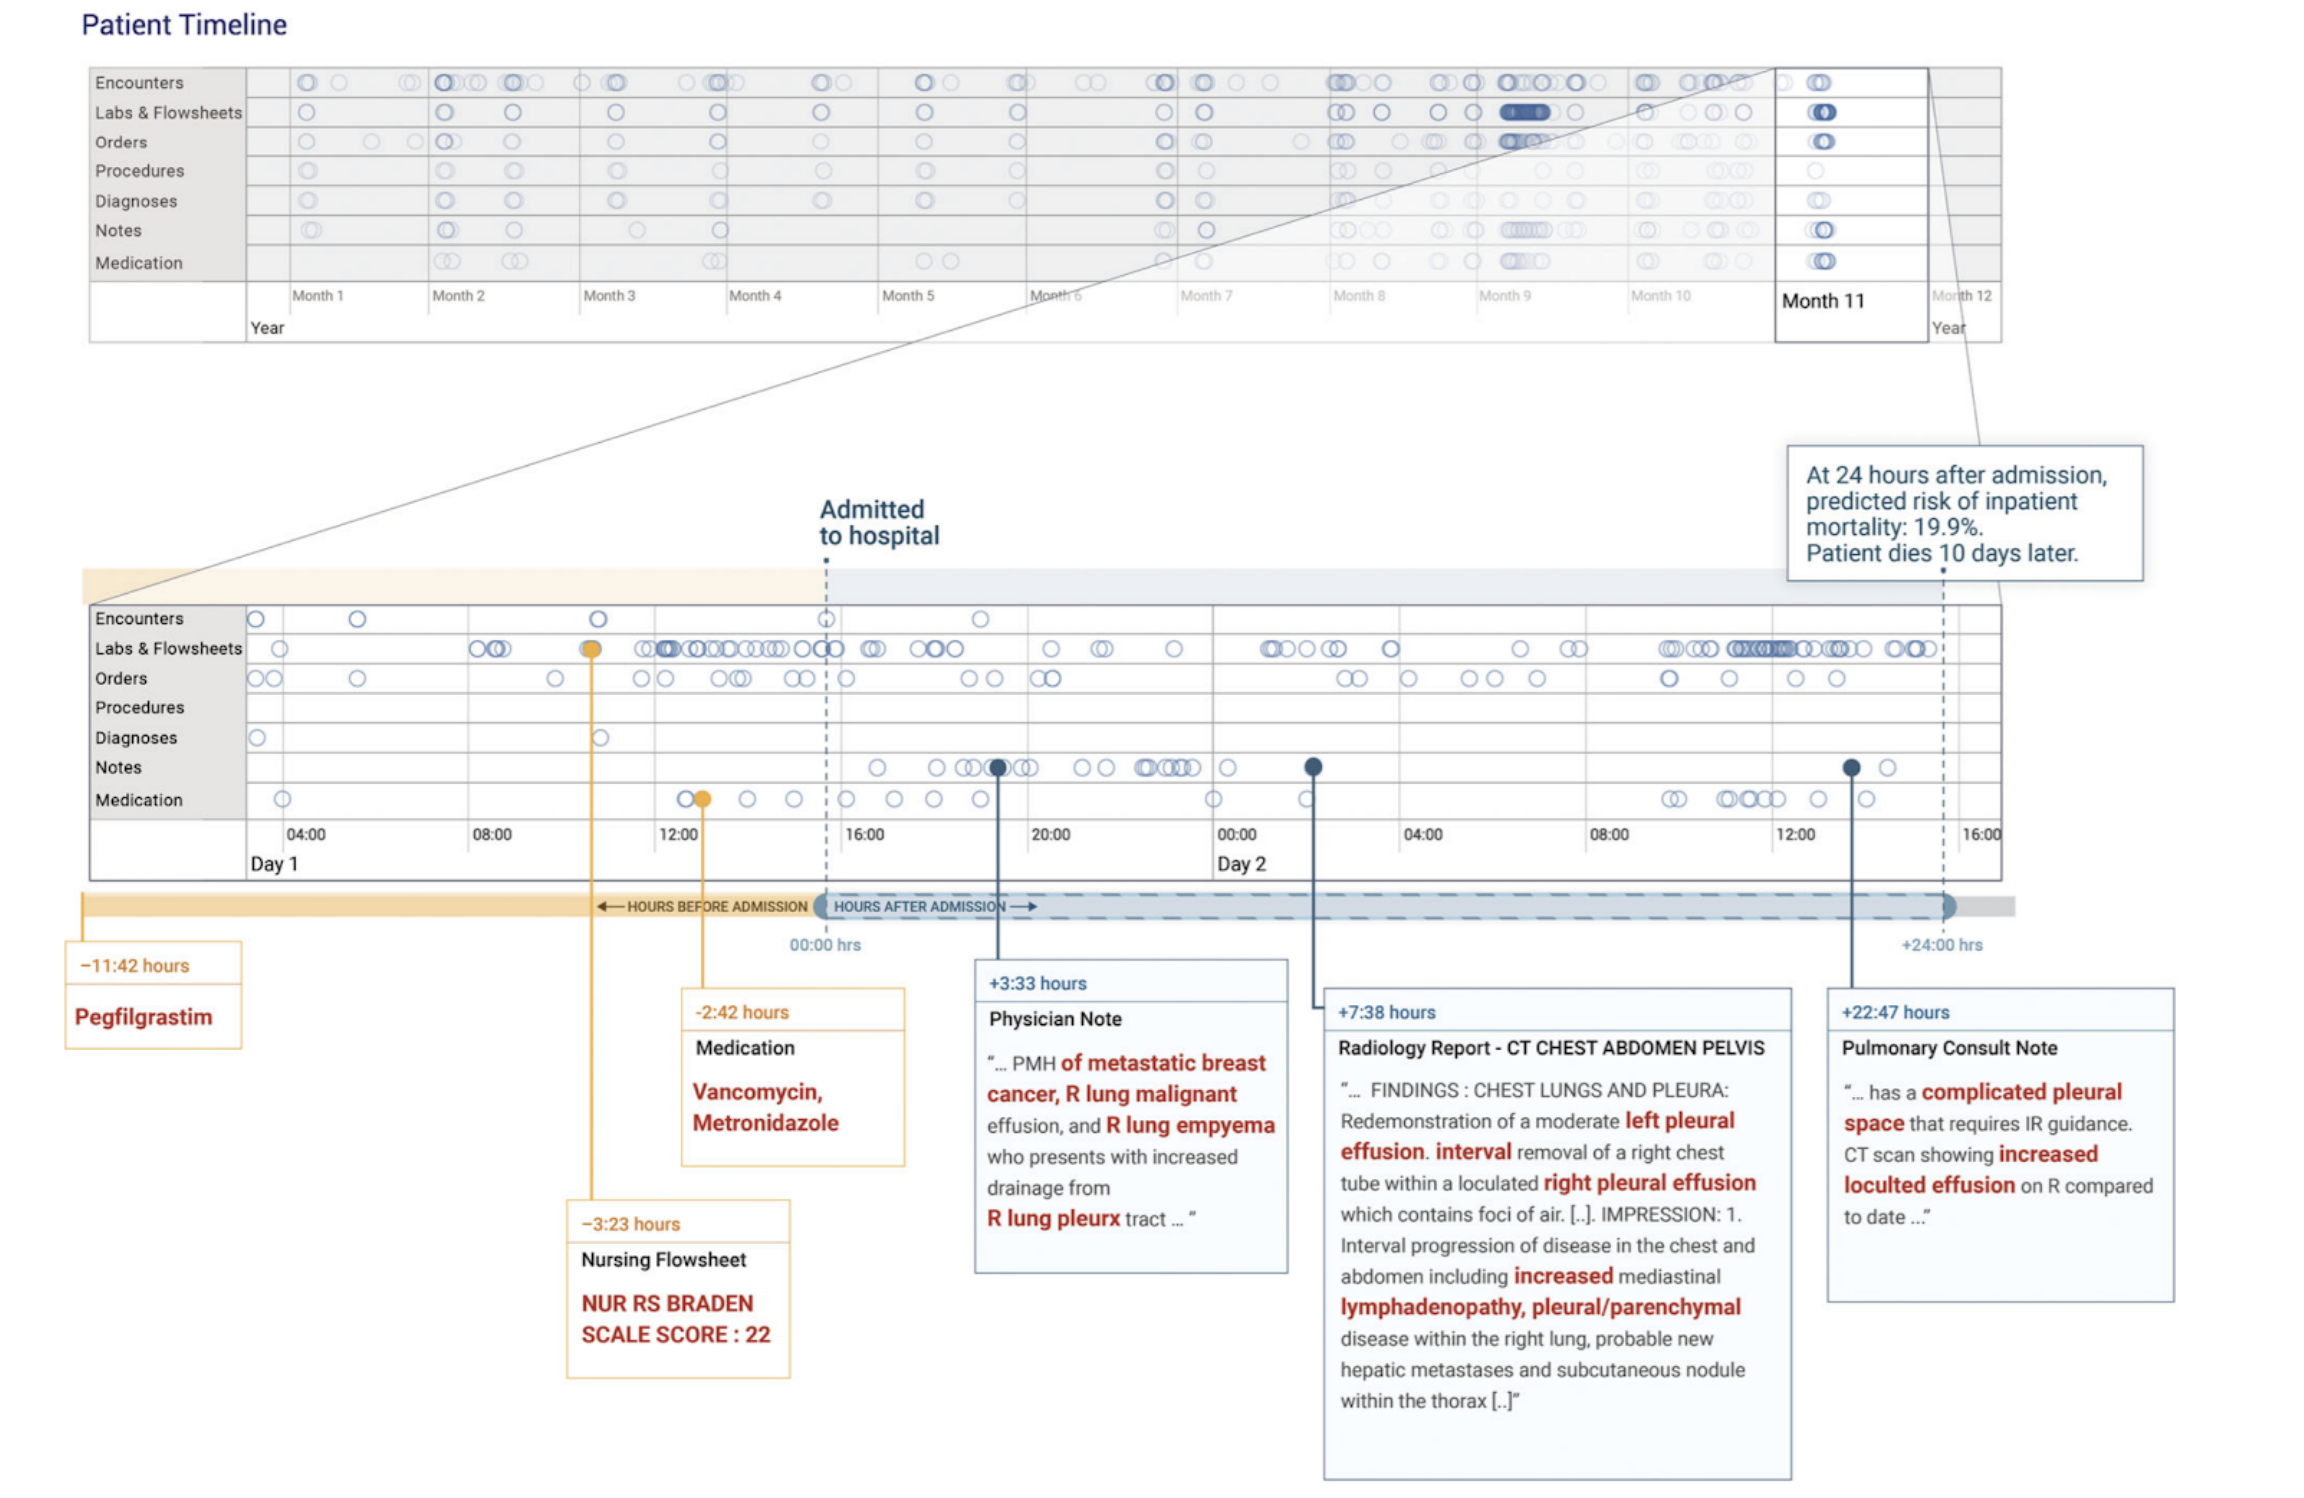 Patient Timeline
Encounters
Labs & Flowsheets
Orders
Procedures
Diagnoses
Notes
Medication
Month 1
Month 2
Month 3
Month 4
Month 5
Month 6
Month 7
Month 8
Month 9
Month 10
Month 11
Month 12
Year
Year
At 24 hours after admission,
predicted risk of inpatient
mortality: 19.9%.
Patient dies 10 days later.
Admitted
to hospital
Encounters
Labs & Flowsheets
Orders
Procedures
Diagnoses
Notes
Medication
04:00
08:00
12:00
16:00
20:00
00:00
04:00
08:00
12:00
16:00
Day 1
Day 2
HOURS BEFORE ADMISSION
HOURS AFTER ADMISSION
00:00 hrs
+24:00 hrs
−11:42 hours
Pegfilgrastim
−3:23 hours
Nursing Flowsheet
NUR RS BRADEN
SCALE SCORE : 22
-2:42 hours
Medication
Vancomycin,
Metronidazole
+3:33 hours
Physician Note
“... PMH of metastatic breast
cancer, R lung malignant
effusion, and R lung empyema
who presents with increased
drainage from
R lung pleurx tract ... ”
+7:38 hours
Radiology Report - CT CHEST ABDOMEN PELVIS
“... FINDINGS : CHEST LUNGS AND PLEURA:
Redemonstration of a moderate left pleural
effusion. interval removal of a right chest
tube within a loculated right pleural effusion
which contains foci of air. [..]. IMPRESSION: 1.
Interval progression of disease in the chest and
abdomen including increased mediastinal
lymphadenopathy, pleural/parenchymal
disease within the right lung, probable new
hepatic metastases and subcutaneous nodule
within the thorax [..]”
+22:47 hours
Pulmonary Consult Note
“... has a complicated pleural
space that requires IR guidance.
CT scan showing increased
loculted effusion on R compared
to date ...”